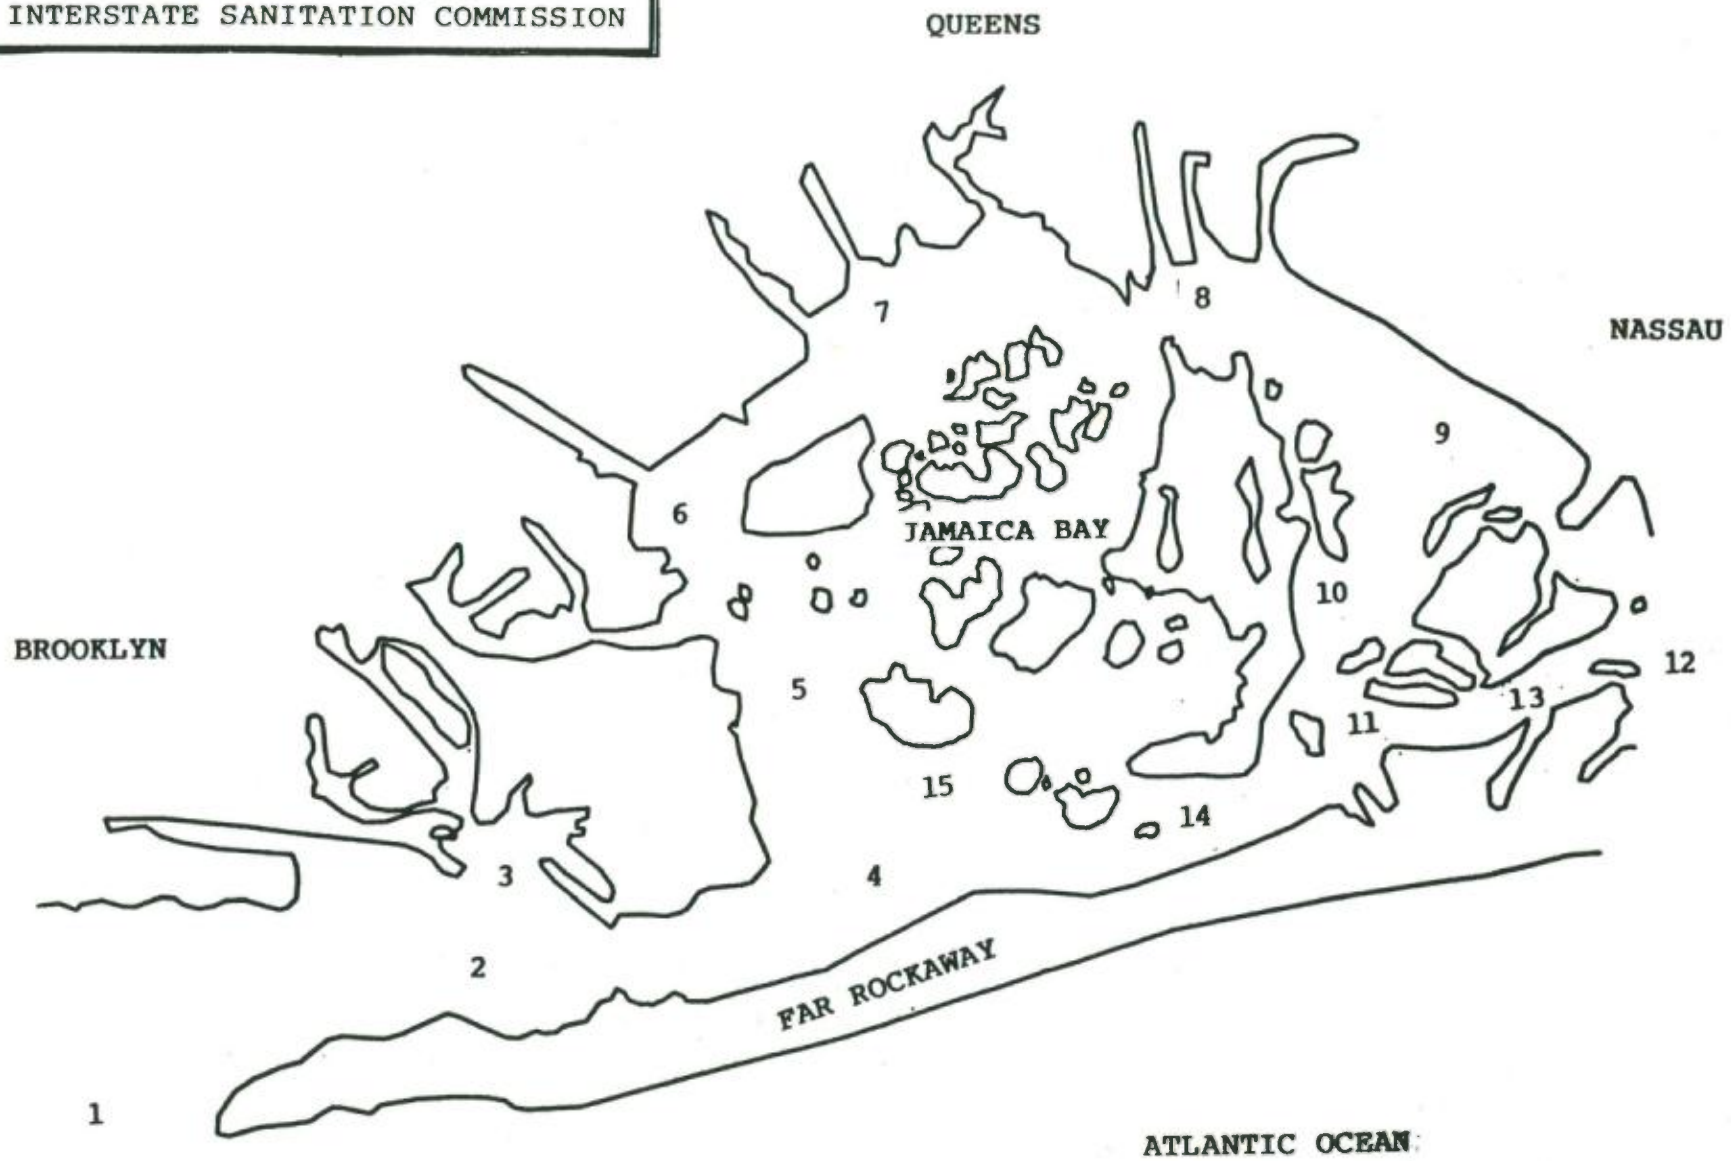 INTERSTATE SANITATION COMMISSION
QUEENS
7
8
NASSAU
9
6
JAMAICA BAY
10
BROOKLYN
5
12
13
11
15
14
3
4
2
FAR ROCKAWAY
1
ATLANTIC OCEAN